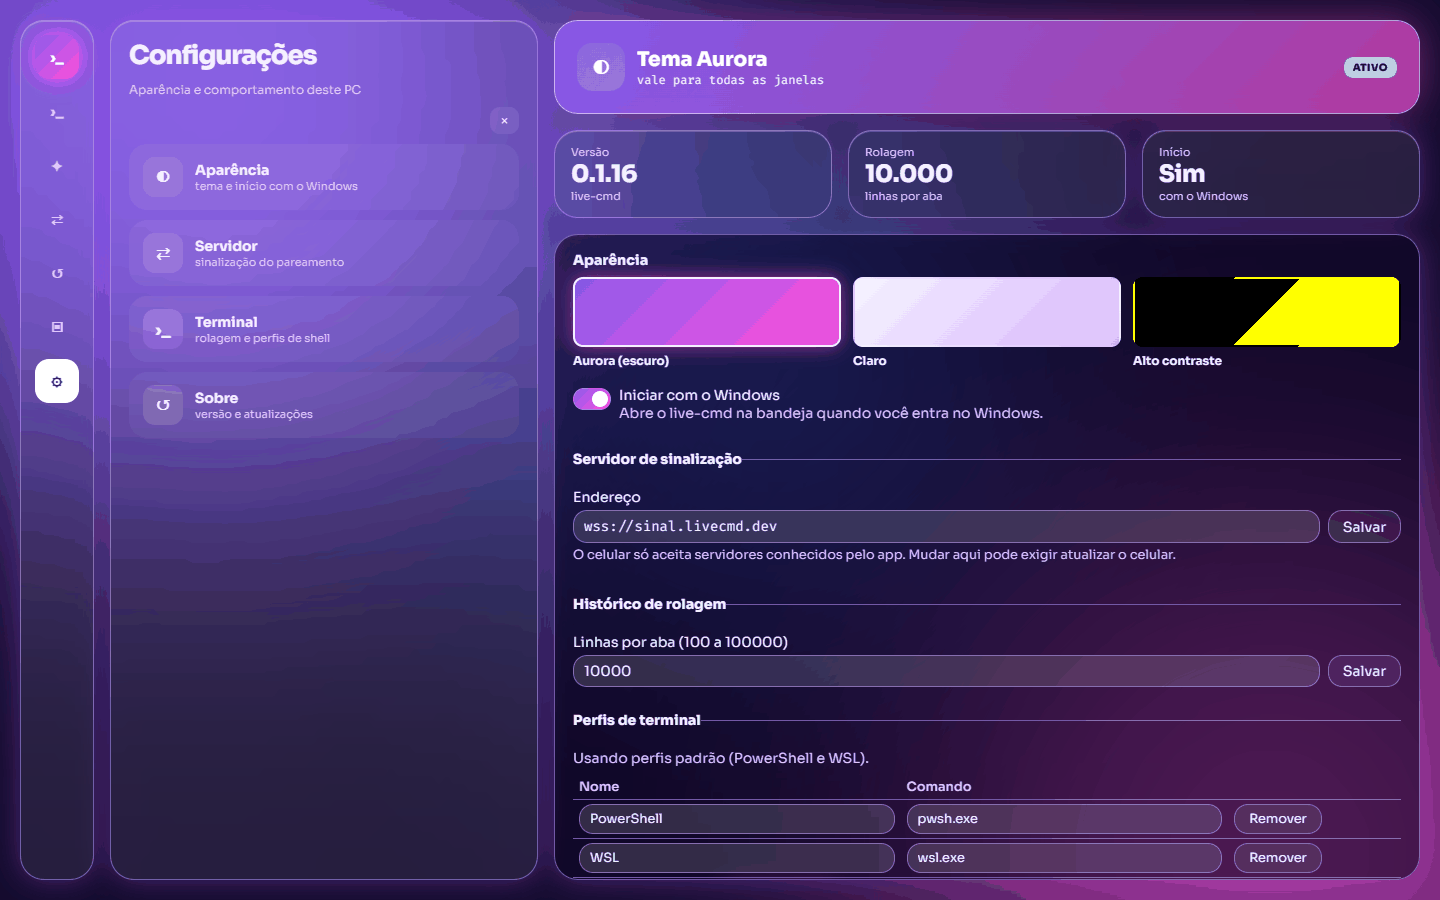 Configurações
Aparência e comportamento deste PC
×
Aparência
tema e início com o Windows
Servidor
sinalização do pareamento
Terminal
rolagem e perfis de shell
Sobre
versão e atualizações
Tema Aurora
vale para todas as janelas
ATIVO
Versão
0.1.16
live-cmd
Rolagem
10.000
linhas por aba
Início
Sim
com o Windows
Aparência
Aurora (escuro)
Claro
Alto contraste
Iniciar com o Windows
Abre o live-cmd na bandeja quando você entra no Windows.
Servidor de sinalização
Endereço
wss://sinal.livecmd.dev
Salvar
O celular só aceita servidores conhecidos pelo app. Mudar aqui pode exigir atualizar o celular.
Histórico de rolagem
Linhas por aba (100 a 100000)
10000
Salvar
Perfis de terminal
Usando perfis padrão (PowerShell e WSL).
Nome
Comando
PowerShell
pwsh.exe
Remover
WSL
wsl.exe
Remover